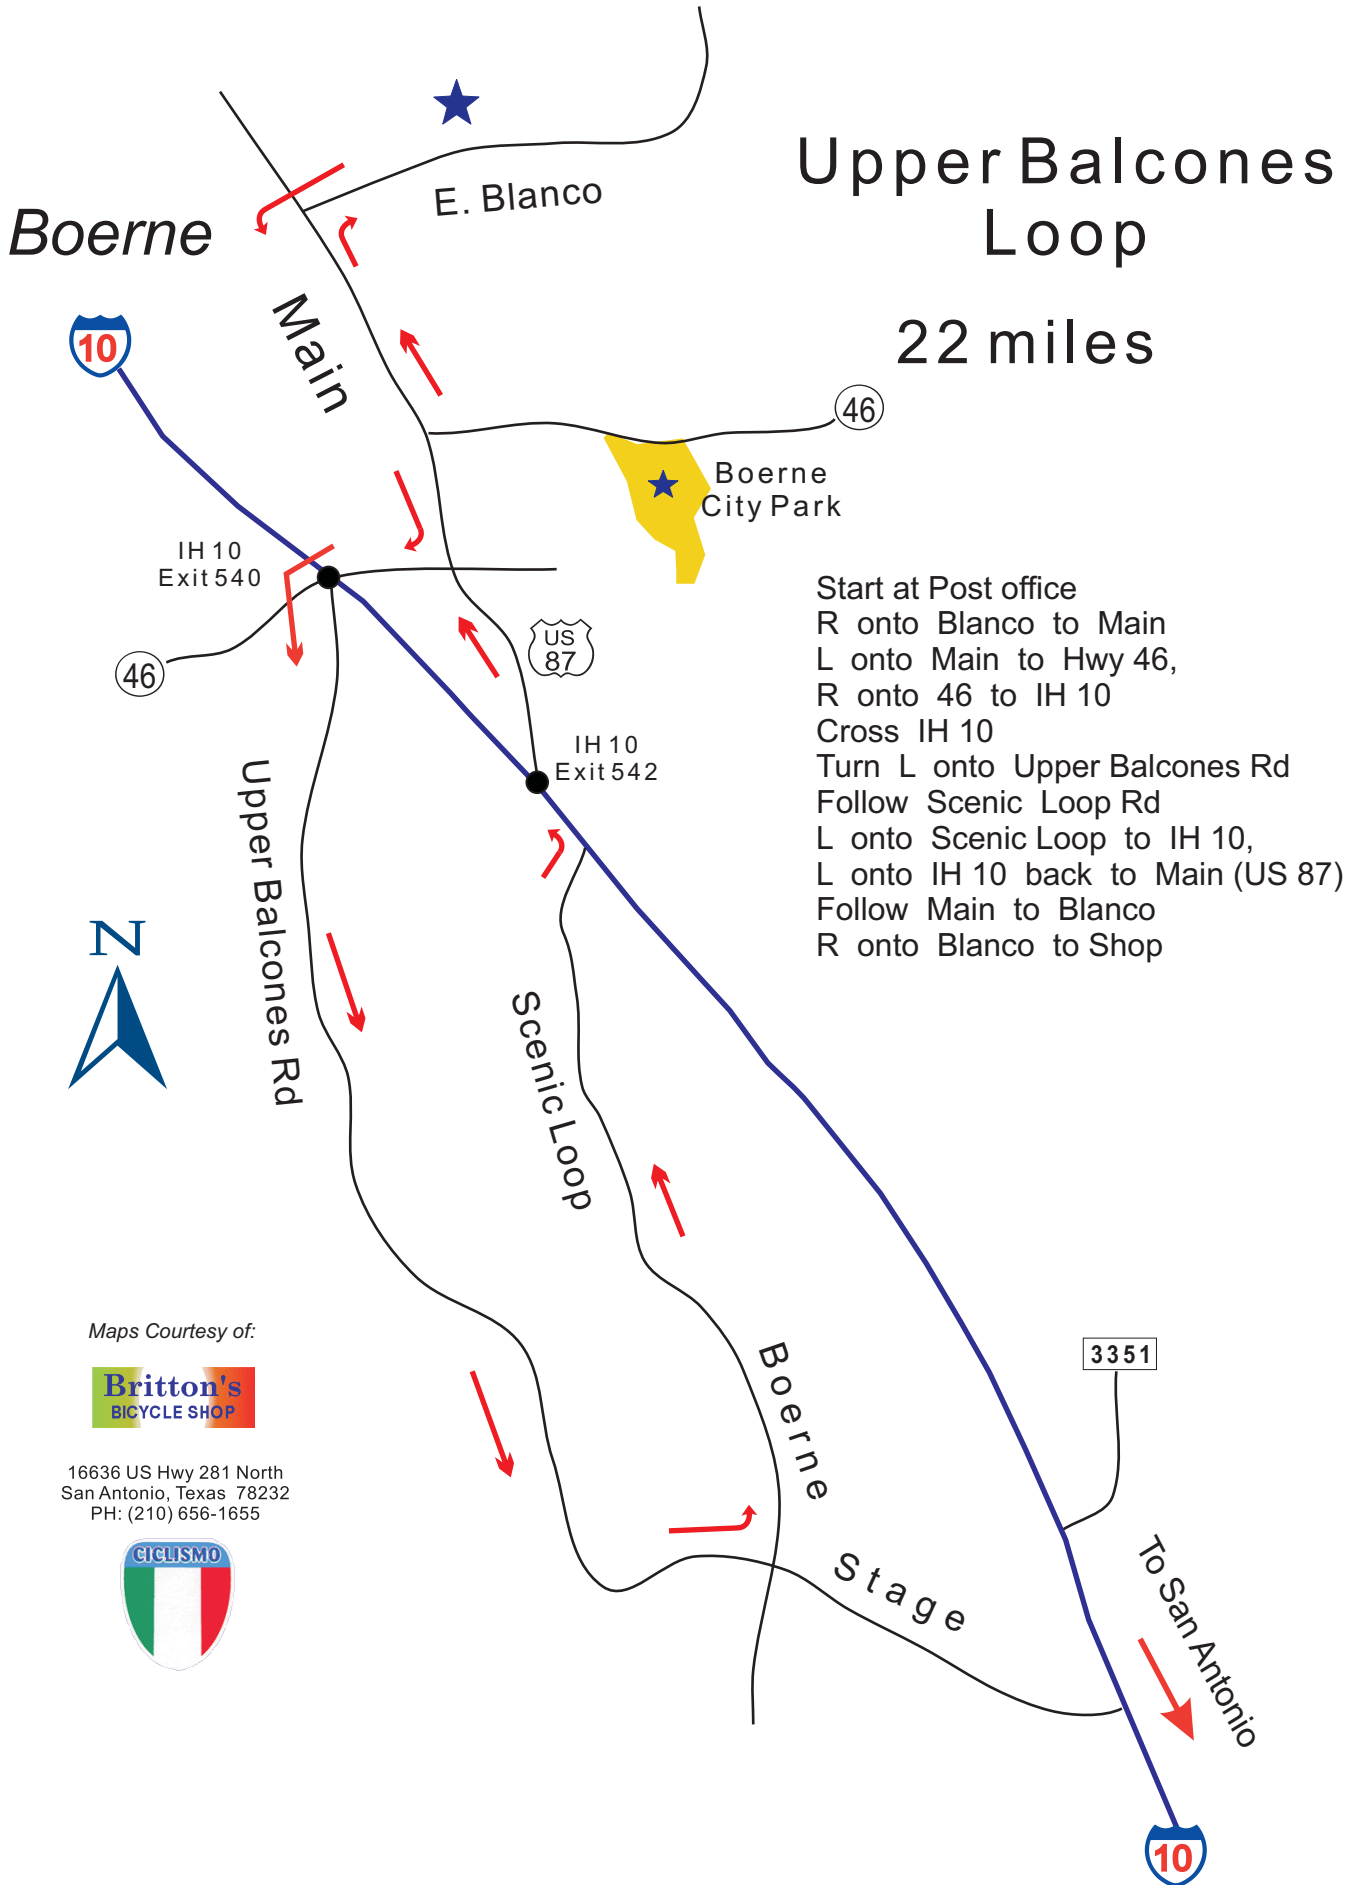 Upper Balcones
Loop
22 miles
Boerne
E. Blanco
Main
10
46
Boerne
City Park
IH 10
Exit 540
46
US
87
IH 10
Exit 542
Start at Post office
R onto Blanco to Main
L onto Main to Hwy 46,
R onto 46 to IH 10
Cross IH 10
Turn L onto Upper Balcones Rd
Follow Scenic Loop Rd
L onto Scenic Loop to IH 10,
L onto IH 10 back to Main (US 87)
Follow Main to Blanco
R onto Blanco to Shop
Upper Balcones Rd
N
Scenic Loop
Boerne
Stage
3351
To San Antonio
10
Maps Courtesy of:
Britton's
BICYCLE SHOP
16636 US Hwy 281 North
San Antonio, Texas 78232
PH: (210) 656-1655
CICLISMO